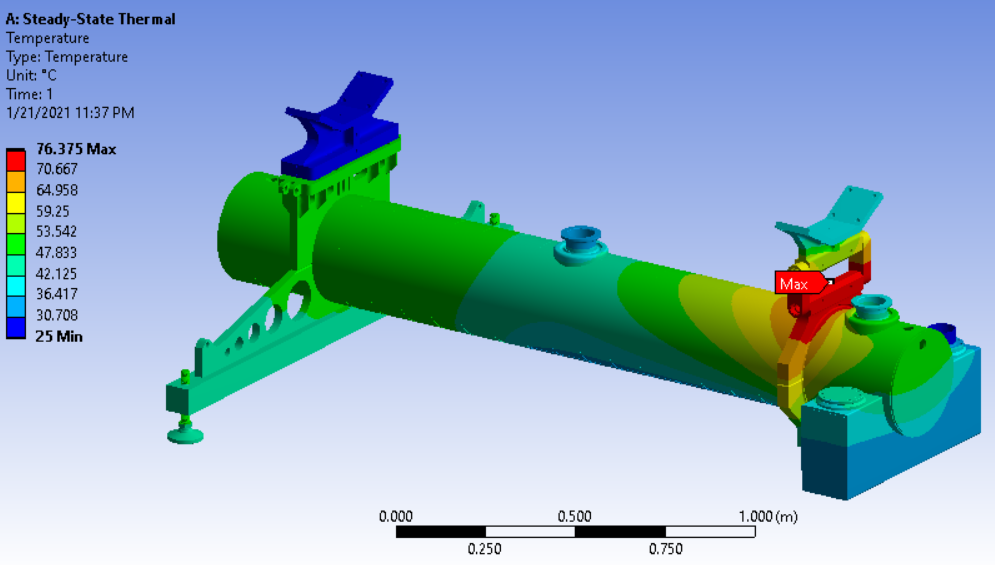 A: Steady-State Thermal
Temperature
Type: Temperature
Unit: °C
Time: 1
1/21/2021 11:37 PM
76.375 Max
70.667
64.958
59.25
53.542
47.833
42.125
36.417
30.708
25 Min
Max
0.000 0.500 1.000 (m)
0.250 0.750